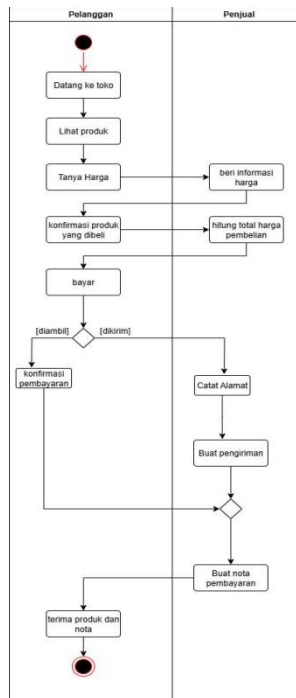 Pelanggan
Penjual
Datang ke toko
Lihat produk
Tanya Harga
beri informasi
harga
konfirmasi produk
yang dibeli
hitung total harga
pembelian
bayar
[diambil]
[dikirim]
konfirmasi
pembayaran
Catat Alamat
Buat pengiriman
Buat nota
pembayaran
terima produk dan
nota